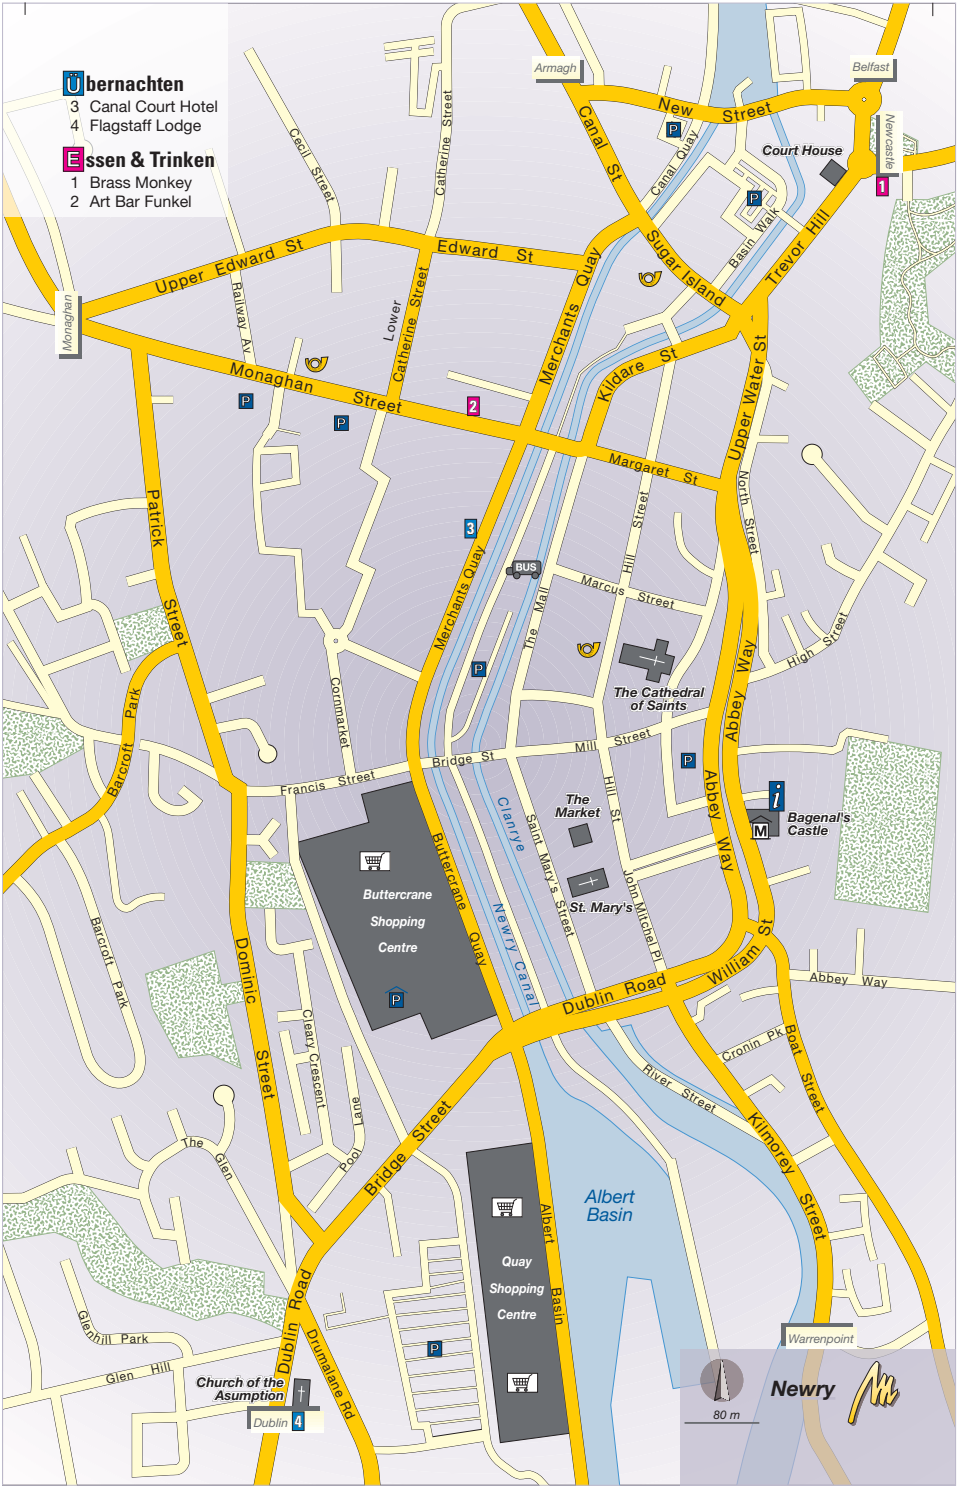 Übernachten
3 Canal Court Hotel
4 Flagstaff Lodge
Essen & Trinken
1 Brass Monkey
2 Art Bar Funkel
Armagh
Belfast
Newcastle
New Street
P
Court House
1
Canal St
Canal Quay
P
Cecil Street
Catherine Street
Basin Walk
Trevor Hill
Upper Edward St
Edward St
Sugar Island
Monaghan
Railway Av
Lower
Catherine Street
Merchants Quay
Kildare St
Upper Water St
Monaghan Street
P
P
2
Margaret St
North Street
Patrick Street
3
Merchants Quay
BUS
Hill Street
Marcus Street
The Mall
High Street
P
The Cathedral
of Saints
Abbey Way
Barcroft Park
Cornmarket
Francis Street
Bridge St
Mill Street
P
Abbey Way
i
M
Bagenal's
Castle
The
Market
Hill St
Clanrye
Saint Mary's Street
St. Mary's
John Mitchel Pl
Buttercrane Quay
Buttercrane
Shopping
Centre
P
Newry Canal
Barcroft Park
Dominic Street
William St
Dublin Road
Abbey Way
Cleary Crescent
Cronin Pk
Boat Street
River Street
Pool Lane
Bridge Street
Kilmorey Street
The Glen
Albert
Basin
Albert Basin
Quay
Shopping
Centre
P
Glenhill Park
Glen Hill
Dublin Road
Drumalane Rd
Church of the
Asumption
Dublin
4
Warrenpoint
Newry
80 m